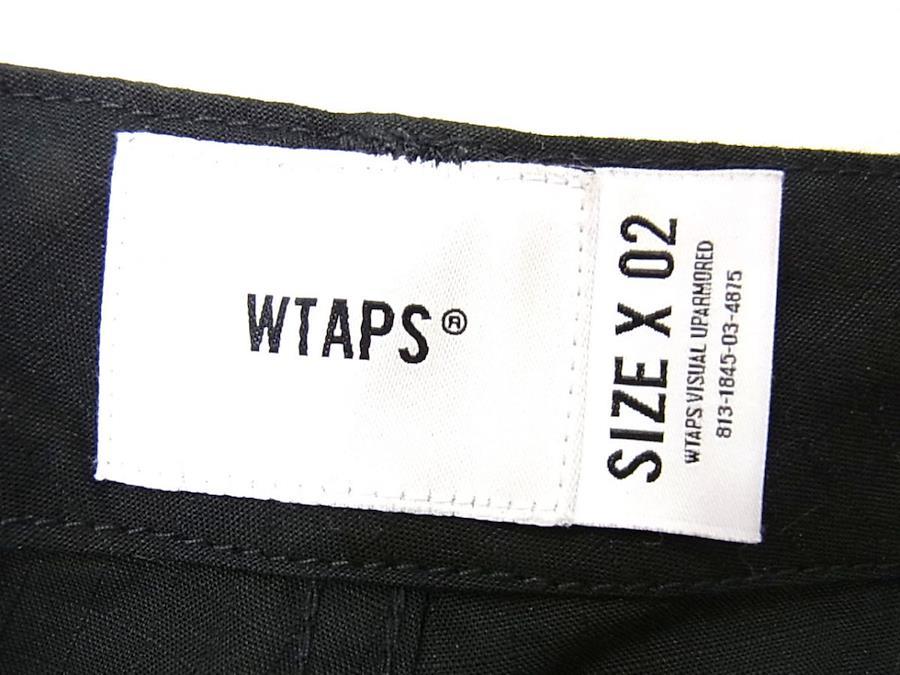 WTAPS®
SIZE X 02
WTAPS VISUAL UPARMORED
813-1845-03-4875